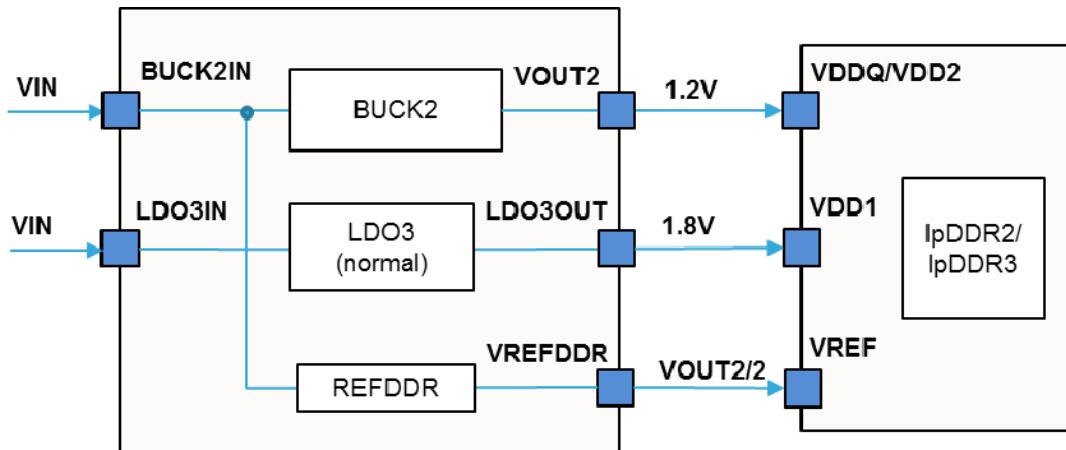 VIN
BUCK2IN
BUCK2
VOUT2
1.2V
VDDQ/VDD2
VIN
LDO3IN
LDO3
(normal)
LDO3OUT
1.8V
VDD1
lpDDR2/
lpDDR3
REFDDR
VREFDDR
VOUT2/2
VREF